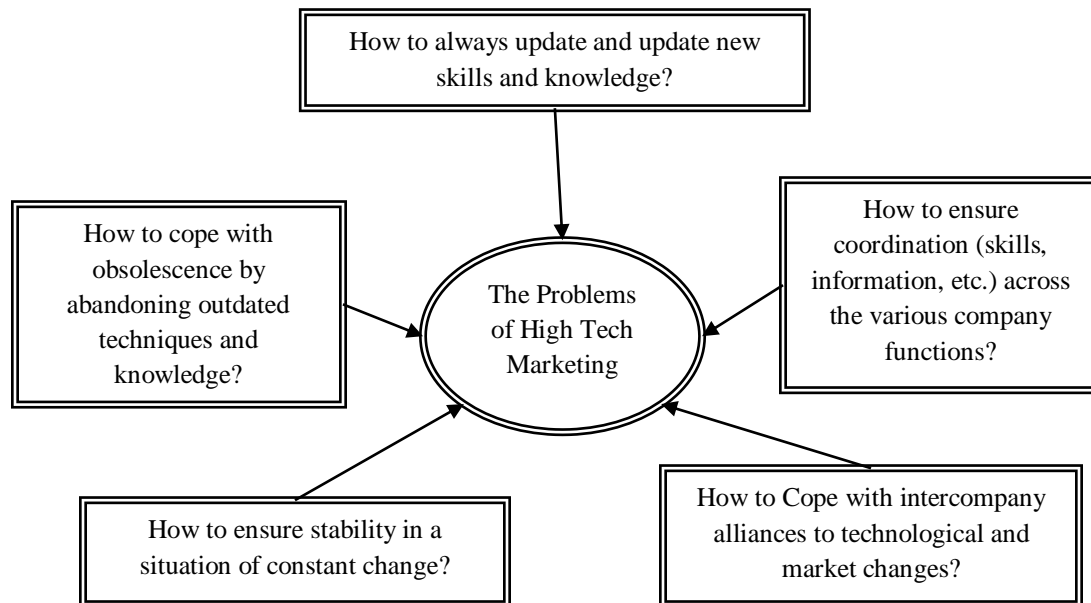 How to always update and update new
skills and knowledge?
How to cope with
obsolescence by
abandoning outdated
techniques and
knowledge?
The Problems
of High Tech
Marketing
How to ensure
coordination (skills,
information, etc.) across
the various company
functions?
How to ensure stability in a
situation of constant change?
How to Cope with intercompany
alliances to technological and
market changes?